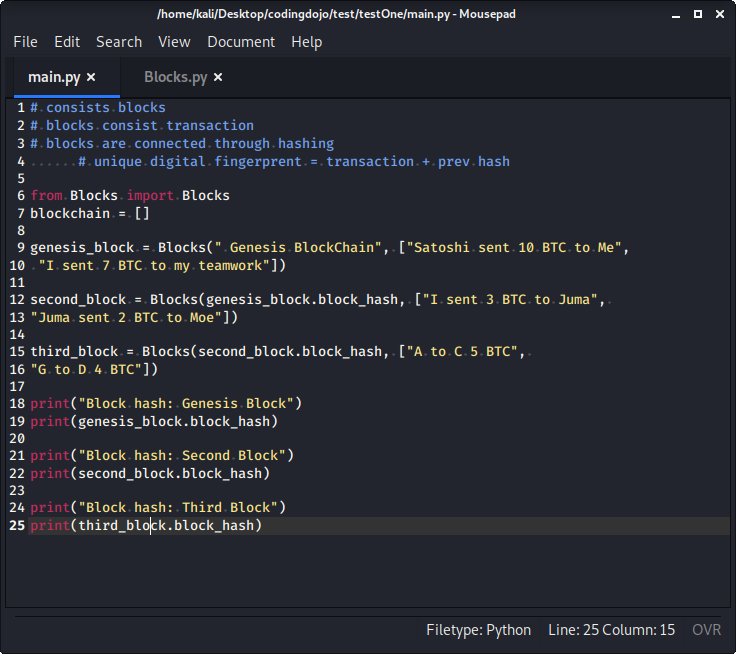 /home/kali/Desktop/codingdojo/test/testOne/main.py - Mousepad
File Edit Search View Document Help
main.py × Blocks.py ×
1 # consists blocks
2 # blocks consist transaction
3 # blocks are connected through hashing
4       # unique digital fingerprent = transaction + prev hash
5
6 from Blocks import Blocks
7 blockchain = []
8
9 genesis_block = Blocks(" Genesis BlockChain", ["Satoshi sent 10 BTC to Me",
10  "I sent 7 BTC to my teamwork"])
11
12 second_block = Blocks(genesis_block.block_hash, ["I sent 3 BTC to Juma",
13 "Juma sent 2 BTC to Moe"])
14
15 third_block = Blocks(second_block.block_hash, ["A to C 5 BTC",
16 "G to D 4 BTC"])
17
18 print("Block hash: Genesis Block")
19 print(genesis_block.block_hash)
20
21 print("Block hash: Second Block")
22 print(second_block.block_hash)
23
24 print("Block hash: Third Block")
25 print(third_block.block_hash)
Filetype: Python Line: 25 Column: 15 OVR